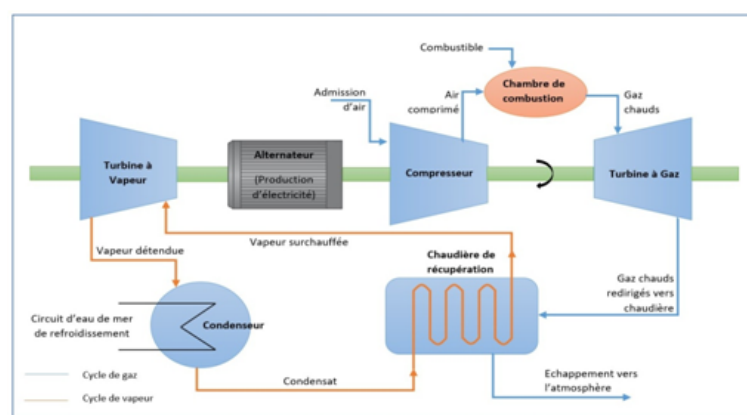 Combustible
Chambre de
combustion
Admission
d'air
Air
comprimé
Gaz
chauds
Turbine à
Vapeur
Alternateur
(Production
d'électricité)
Compresseur
Turbine à Gaz
Vapeur détendue
Vapeur surchauffée
Chaudière de
récupération
Gaz chauds
redirigés vers
chaudière
Circuit d'eau de mer
de refroidissement
Condenseur
Condensat
Echappement vers
l'atmosphère
Cycle de gaz
Cycle de vapeur